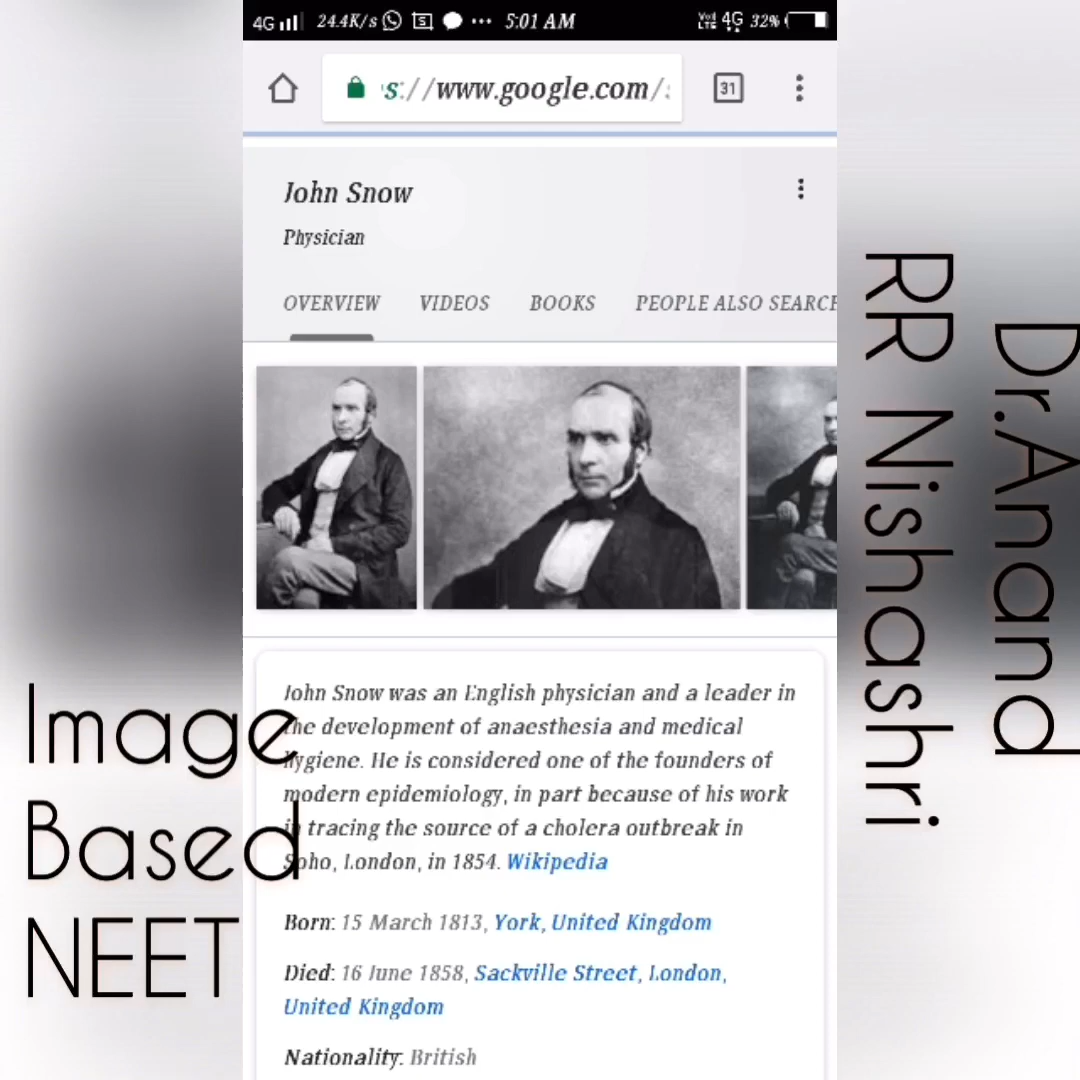 4G 24.4K/s S ... 5:01 AM VoI LTE 4G 32%
s://www.google.com/
31
John Snow
Physician
OVERVIEW VIDEOS BOOKS PEOPLE ALSO SEARCH
John Snow was an English physician and a leader in
the development of anaesthesia and medical
hygiene. He is considered one of the founders of
modern epidemiology, in part because of his work
in tracing the source of a cholera outbreak in
Soho, London, in 1854. Wikipedia
Born: 15 March 1813, York, United Kingdom
Died: 16 June 1858, Sackville Street, London,
United Kingdom
Nationality: British
Image
Based
NEET
Dr.Anand
RR Nishashri